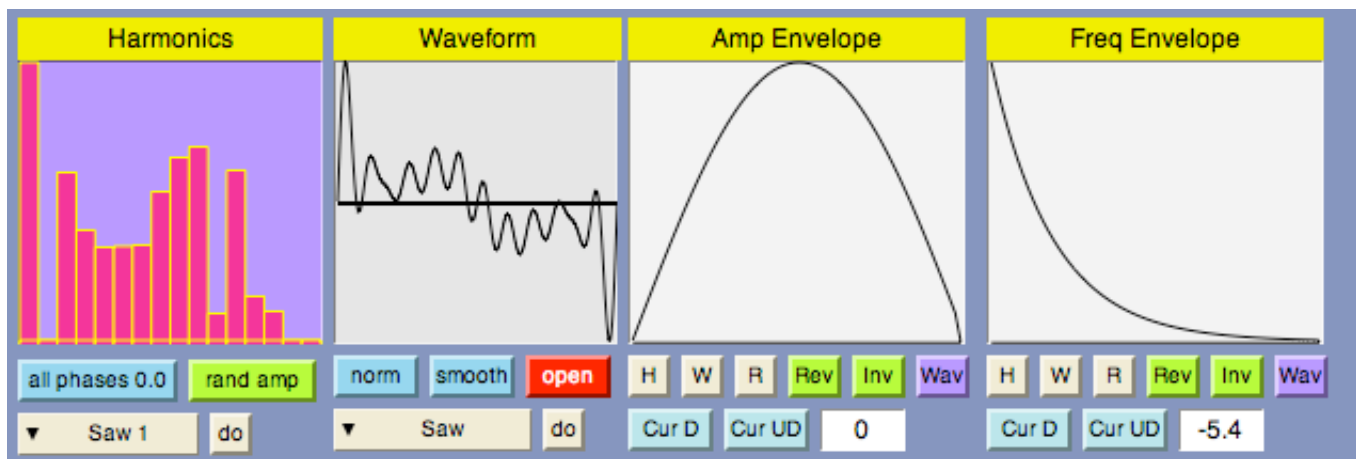 Harmonics Waveform Amp Envelope Freq Envelope
all phases 0.0 rand amp norm smooth open H W R Rev Inv Wav H W R Rev Inv Wav
Saw 1 do Saw do Cur D Cur UD 0 Cur D Cur UD -5.4